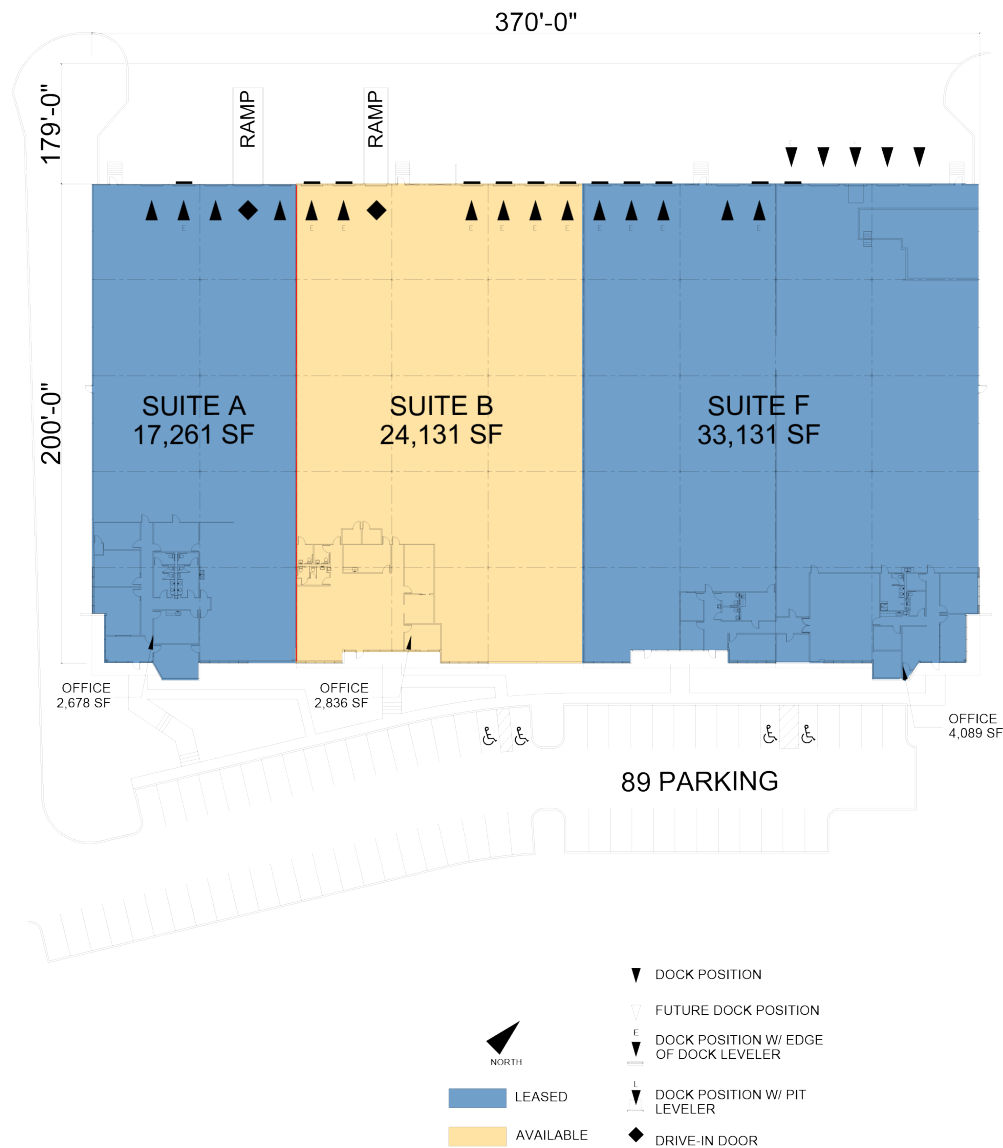 370'-0"
179'-0"
RAMP
RAMP
E
E
E
E
E
E
E
E
E
E
E
200'-0"
SUITE A
17,261 SF
SUITE B
24,131 SF
SUITE F
33,131 SF
OFFICE
2,678 SF
OFFICE
2,836 SF
OFFICE
4,089 SF
89 PARKING
DOCK POSITION
FUTURE DOCK POSITION
E
DOCK POSITION W/ EDGE
OF DOCK LEVELER
L
DOCK POSITION W/ PIT
LEVELER
DRIVE-IN DOOR
NORTH
LEASED
AVAILABLE